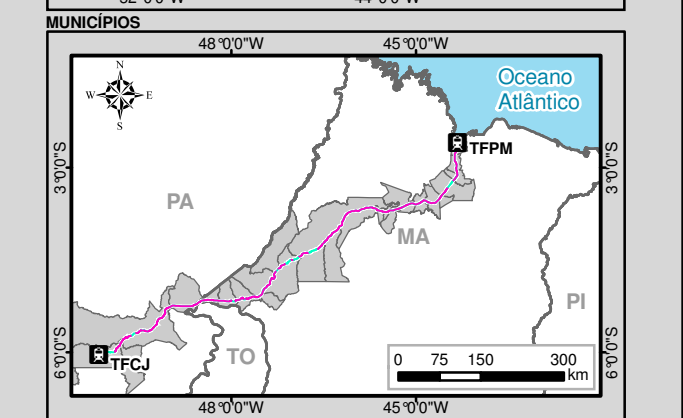 MUNICÍPIOS
48°0'0"W 45°0'0"W
N
W E
S
Oceano
Atlântico
TFPM
3°0'0"S 3°0'0"S
PA
MA
PI
TO
TFCJ
6°0'0"S 6°0'0"S
0 75 150 300
km
48°0'0"W 45°0'0"W